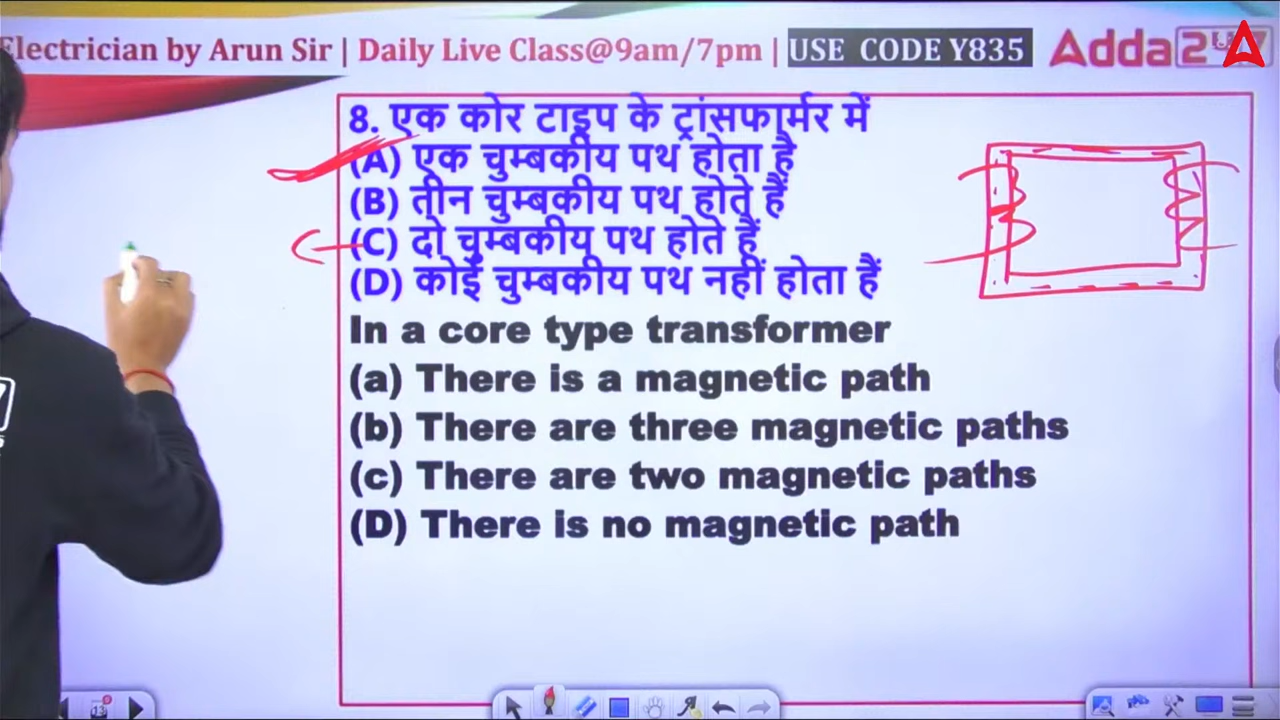 Electrician by Arun Sir | Daily Live Class@9am/7pm | USE CODE Y835
Adda247
8. एक कोर टाइप के ट्रांसफार्मर में
(A) एक चुम्बकीय पथ होता है
(B) तीन चुम्बकीय पथ होते हैं
(C) दो चुम्बकीय पथ होते हैं
(D) कोई चुम्बकीय पथ नहीं होता हैं
In a core type transformer
(a) There is a magnetic path
(b) There are three magnetic paths
(c) There are two magnetic paths
(D) There is no magnetic path
13